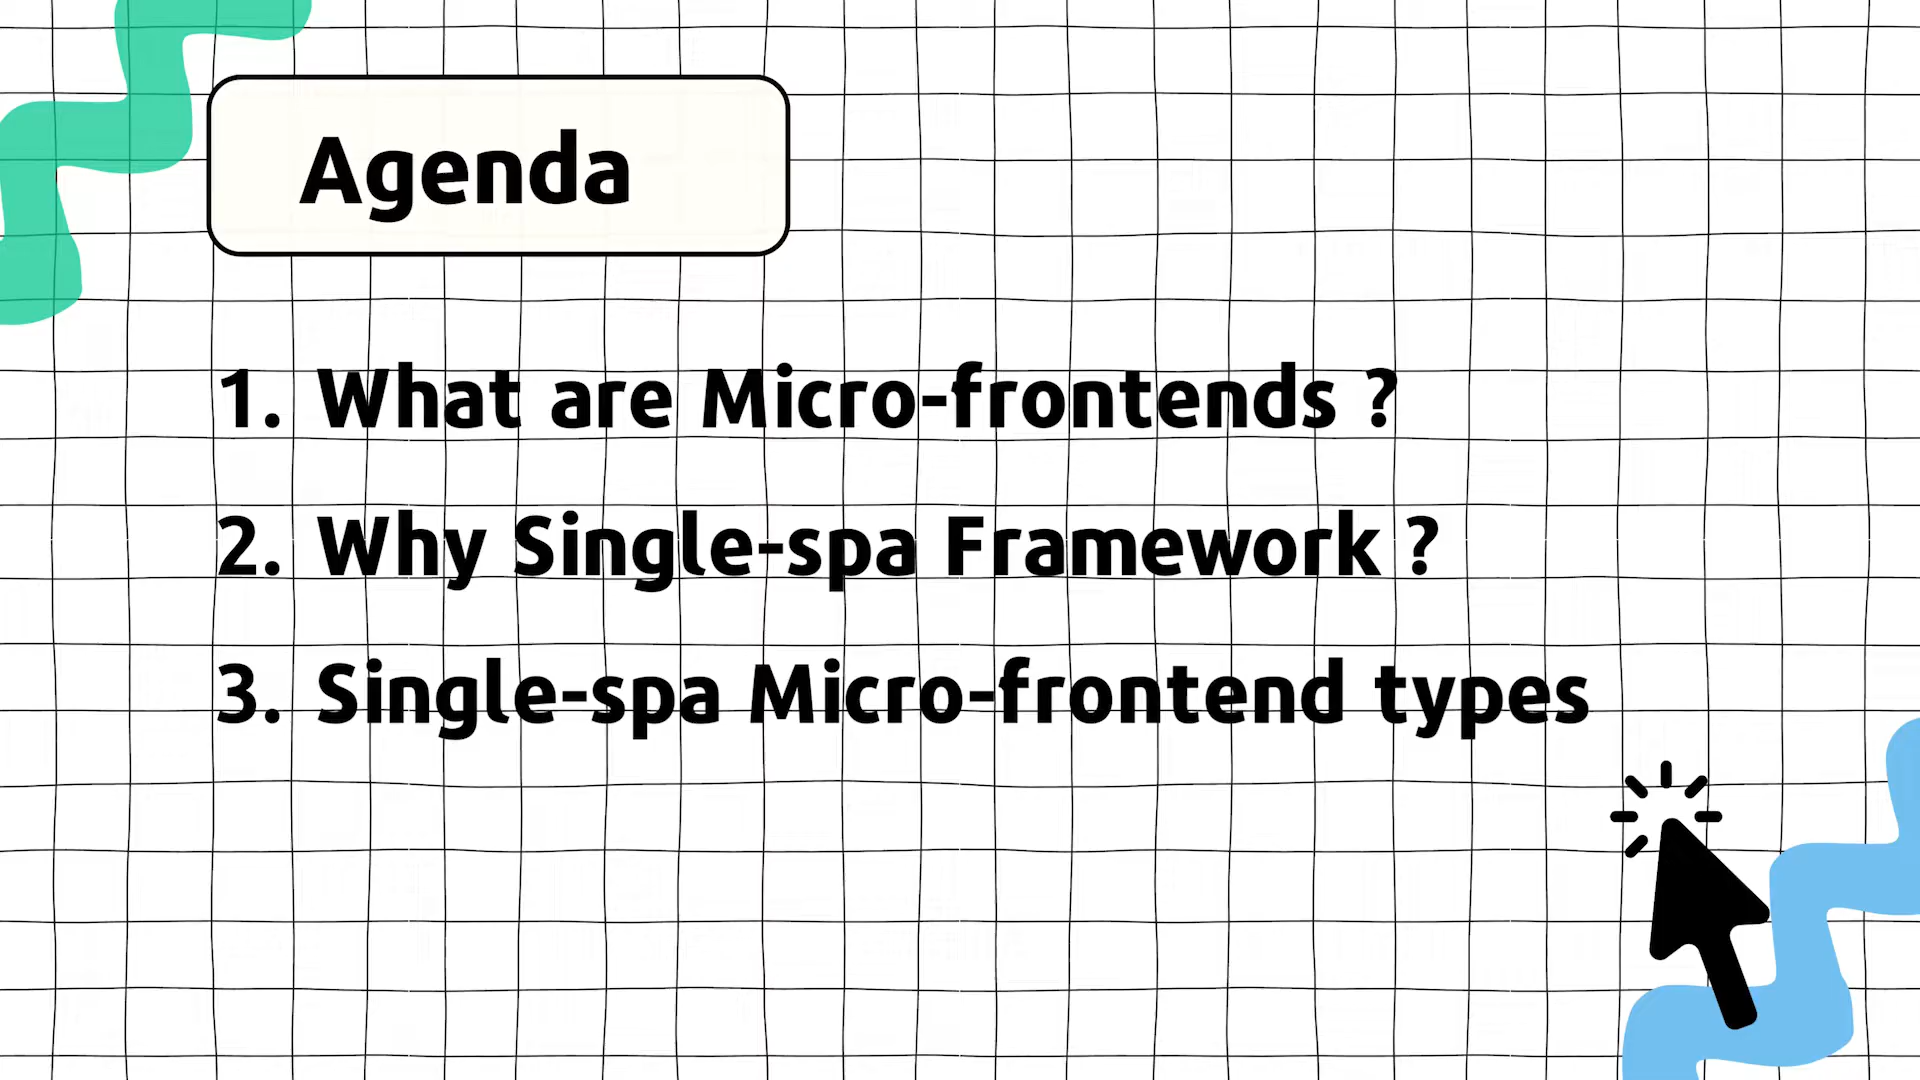 Agenda
1. What are Micro-frontends ?
2. Why Single-spa Framework ?
3. Single-spa Micro-frontend types